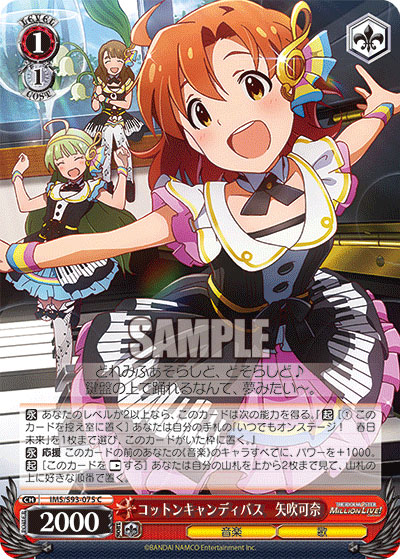 LEVEL
1
1
COST
SAMPLE
どれみふぁそらしど、どそらしど♪
鍵盤の上で踊れるなんて、夢みたい～。
永 あなたのレベルが2以上なら、このカードは次の能力を得る。『起［① この
カードを控え室に置く］ あなたは自分の手札の「いつでもオンステージ！ 春日
未来」を1枚まで選び、このカードがいた枠に置く。』
永 応援 このカードの前のあなたの《音楽》のキャラすべてに、パワーを＋1000。
起［このカードをする］ あなたは自分の山札を上から2枚まで見て、山札の
上に好きな順番で置く。
CH IMS/S93-075 C
2000
コットンキャンディバス 矢吹可奈
THE IDOLM@STER
MILLION LIVE!
音楽 歌
©BANDAI NAMCO Entertainment Inc.